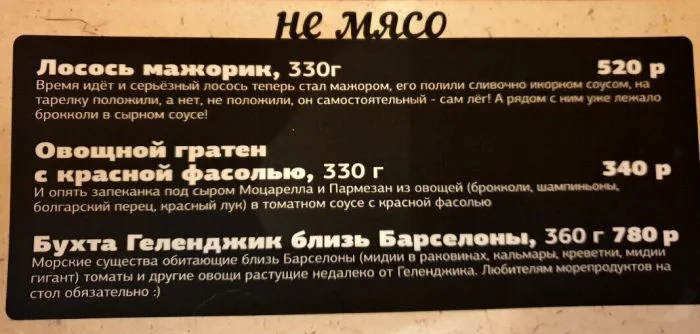 не мясо
Лосось мажорик, 330г 520 р
Время идёт и серьёзный лосось теперь стал мажором, его полили сливочно икорном соусом, на
тарелку положили, а нет, не положили, он самостоятельный - сам лёг! А рядом с ним уже лежало
брокколи в сырном соусе!
Овощной гратен
с красной фасолью, 330 г 340 р
И опять запеканка под сыром Моцарелла и Пармезан из овощей (брокколи, шампиньоны,
болгарский перец, красный лук) в томатном соусе с красной фасолью
Бухта Геленджик близь Барселоны, 360 г 780 р
Морские существа обитающие близь Барселоны (мидии в раковинах, кальмары, креветки, мидии
гигант) томаты и другие овощи растущие недалеко от Геленджика. Любителям морепродуктов на
стол обязательно :)